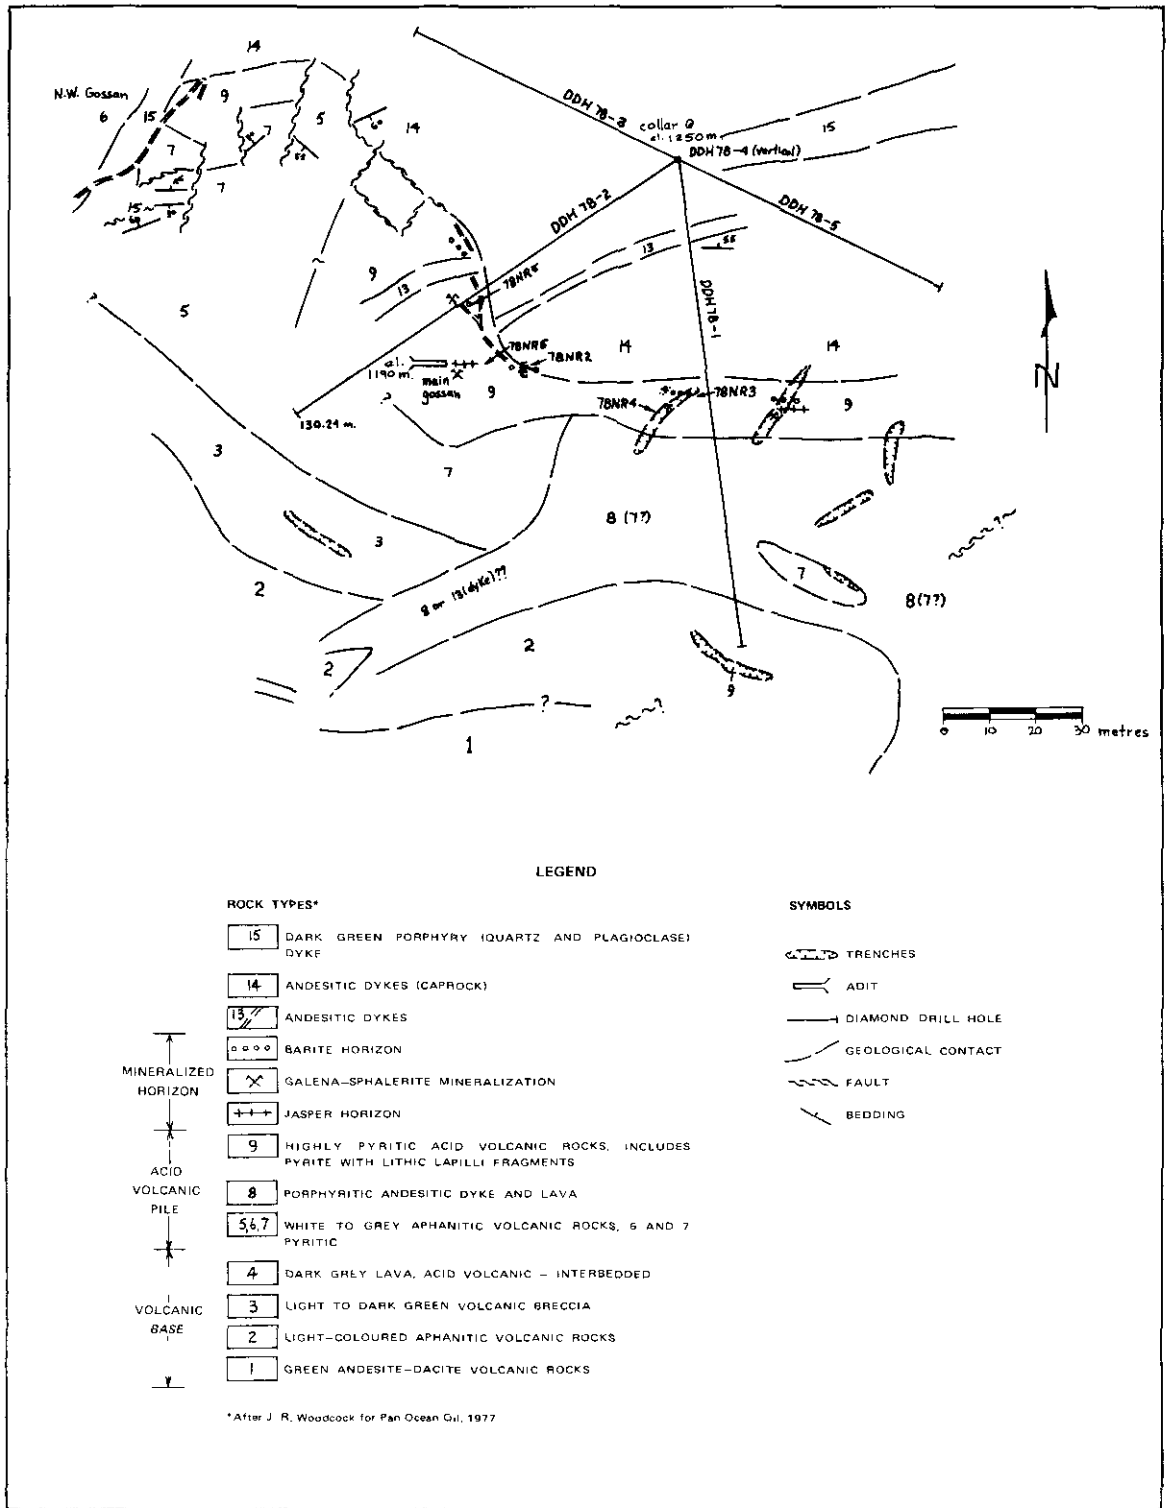 14
N.W. Gossan
6
15
9
7
7
7
5
14
60
55
15
DDH 78-3
collar @
el. 1250 m.
DDH 78-4 (vertical)
15
DDH 78-2
DDH 78-5
DDH 78-1
13
55
9
13
5
78NR5
78NR6
78NR2
14
14
el.
1190 m.
main
gossan
9
78NR4
78NR3
9
130.24 m.
?
?
3
7
8 (7?)
3
2
8 or 13 (dyke)??
7
8 (7?)
?
2
2
9
?
?
1
N
0 10 20 30 metres
LEGEND
ROCK TYPES*
15 DARK GREEN PORPHYRY (QUARTZ AND PLAGIOCLASE)
DYKE
14 ANDESITIC DYKES (CAPROCK)
13 ANDESITIC DYKES
BARITE HORIZON
GALENA-SPHALERITE MINERALIZATION
JASPER HORIZON
9 HIGHLY PYRITIC ACID VOLCANIC ROCKS, INCLUDES
PYRITE WITH LITHIC LAPILLI FRAGMENTS
8 PORPHYRITIC ANDESITIC DYKE AND LAVA
5,6,7 WHITE TO GREY APHANITIC VOLCANIC ROCKS, 6 AND 7
PYRITIC
4 DARK GREY LAVA, ACID VOLCANIC – INTERBEDDED
3 LIGHT TO DARK GREEN VOLCANIC BRECCIA
2 LIGHT-COLOURED APHANITIC VOLCANIC ROCKS
1 GREEN ANDESITE-DACITE VOLCANIC ROCKS
MINERALIZED
HORIZON
ACID
VOLCANIC
PILE
VOLCANIC
BASE
SYMBOLS
TRENCHES
ADIT
DIAMOND DRILL HOLE
GEOLOGICAL CONTACT
FAULT
BEDDING
*After J. R. Woodcock for Pan Ocean Oil, 1977